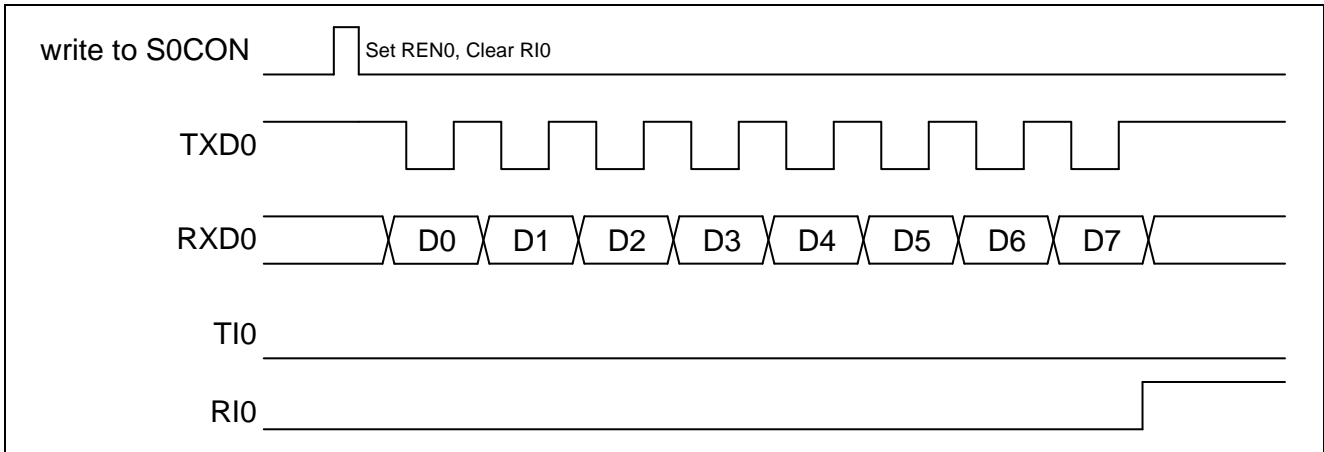 write to S0CON
Set REN0, Clear RI0
TXD0
RXD0 D0 D1 D2 D3 D4 D5 D6 D7
TI0
RI0